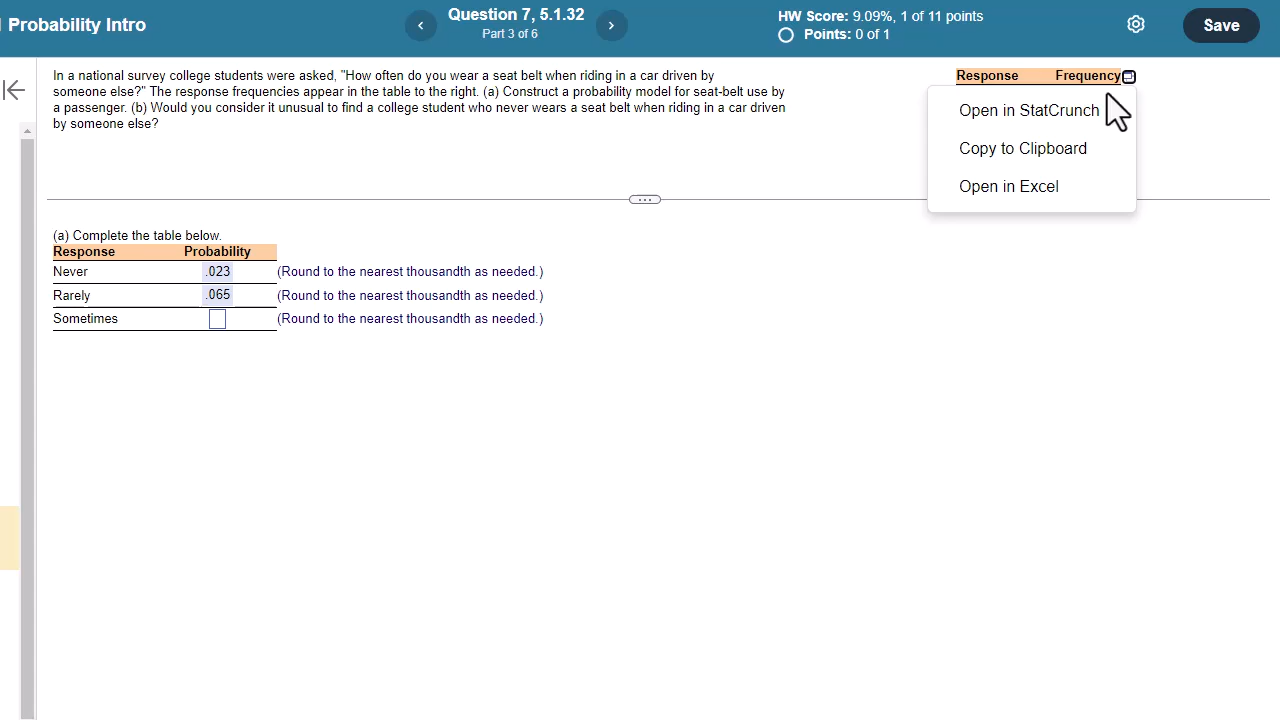 Probability Intro
Question 7, 5.1.32
Part 3 of 6
HW Score: 9.09%, 1 of 11 points
Points: 0 of 1
Save
In a national survey college students were asked, "How often do you wear a seat belt when riding in a car driven by
someone else?" The response frequencies appear in the table to the right. (a) Construct a probability model for seat-belt use by
a passenger. (b) Would you consider it unusual to find a college student who never wears a seat belt when riding in a car driven
by someone else?
Response Frequency
Open in StatCrunch
Copy to Clipboard
Open in Excel
(a) Complete the table below.
Response Probability
Never .023 (Round to the nearest thousandth as needed.)
Rarely .065 (Round to the nearest thousandth as needed.)
Sometimes (Round to the nearest thousandth as needed.)